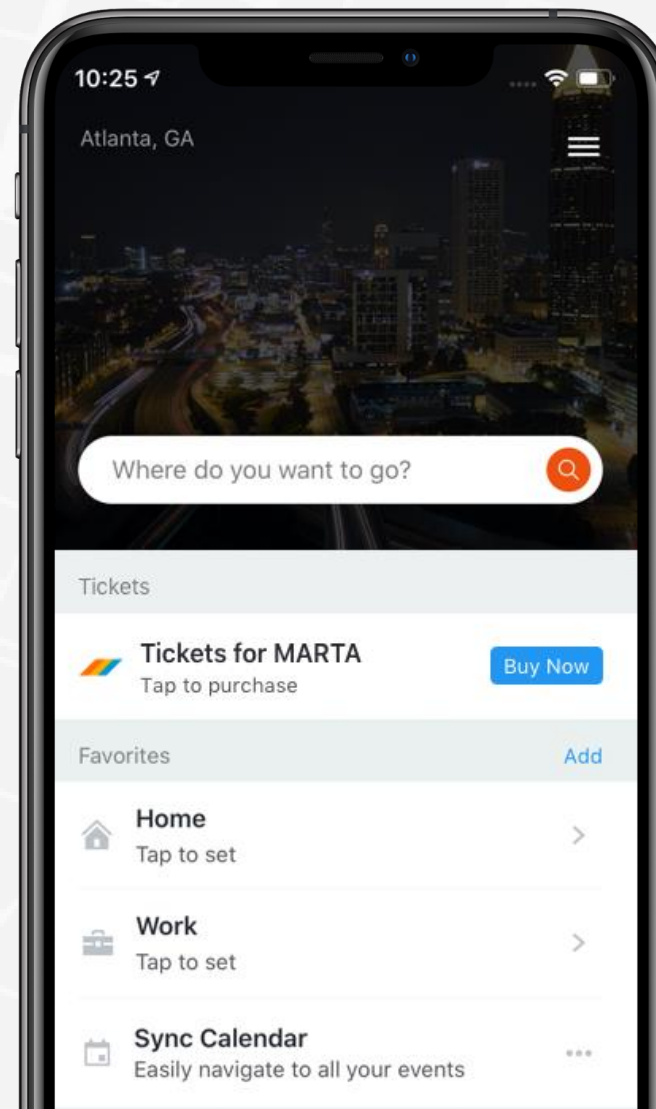 10:25
Atlanta, GA
Where do you want to go?
Tickets
Tickets for MARTA
Tap to purchase
Buy Now
Favorites
Add
Home
Tap to set
Work
Tap to set
Sync Calendar
Easily navigate to all your events